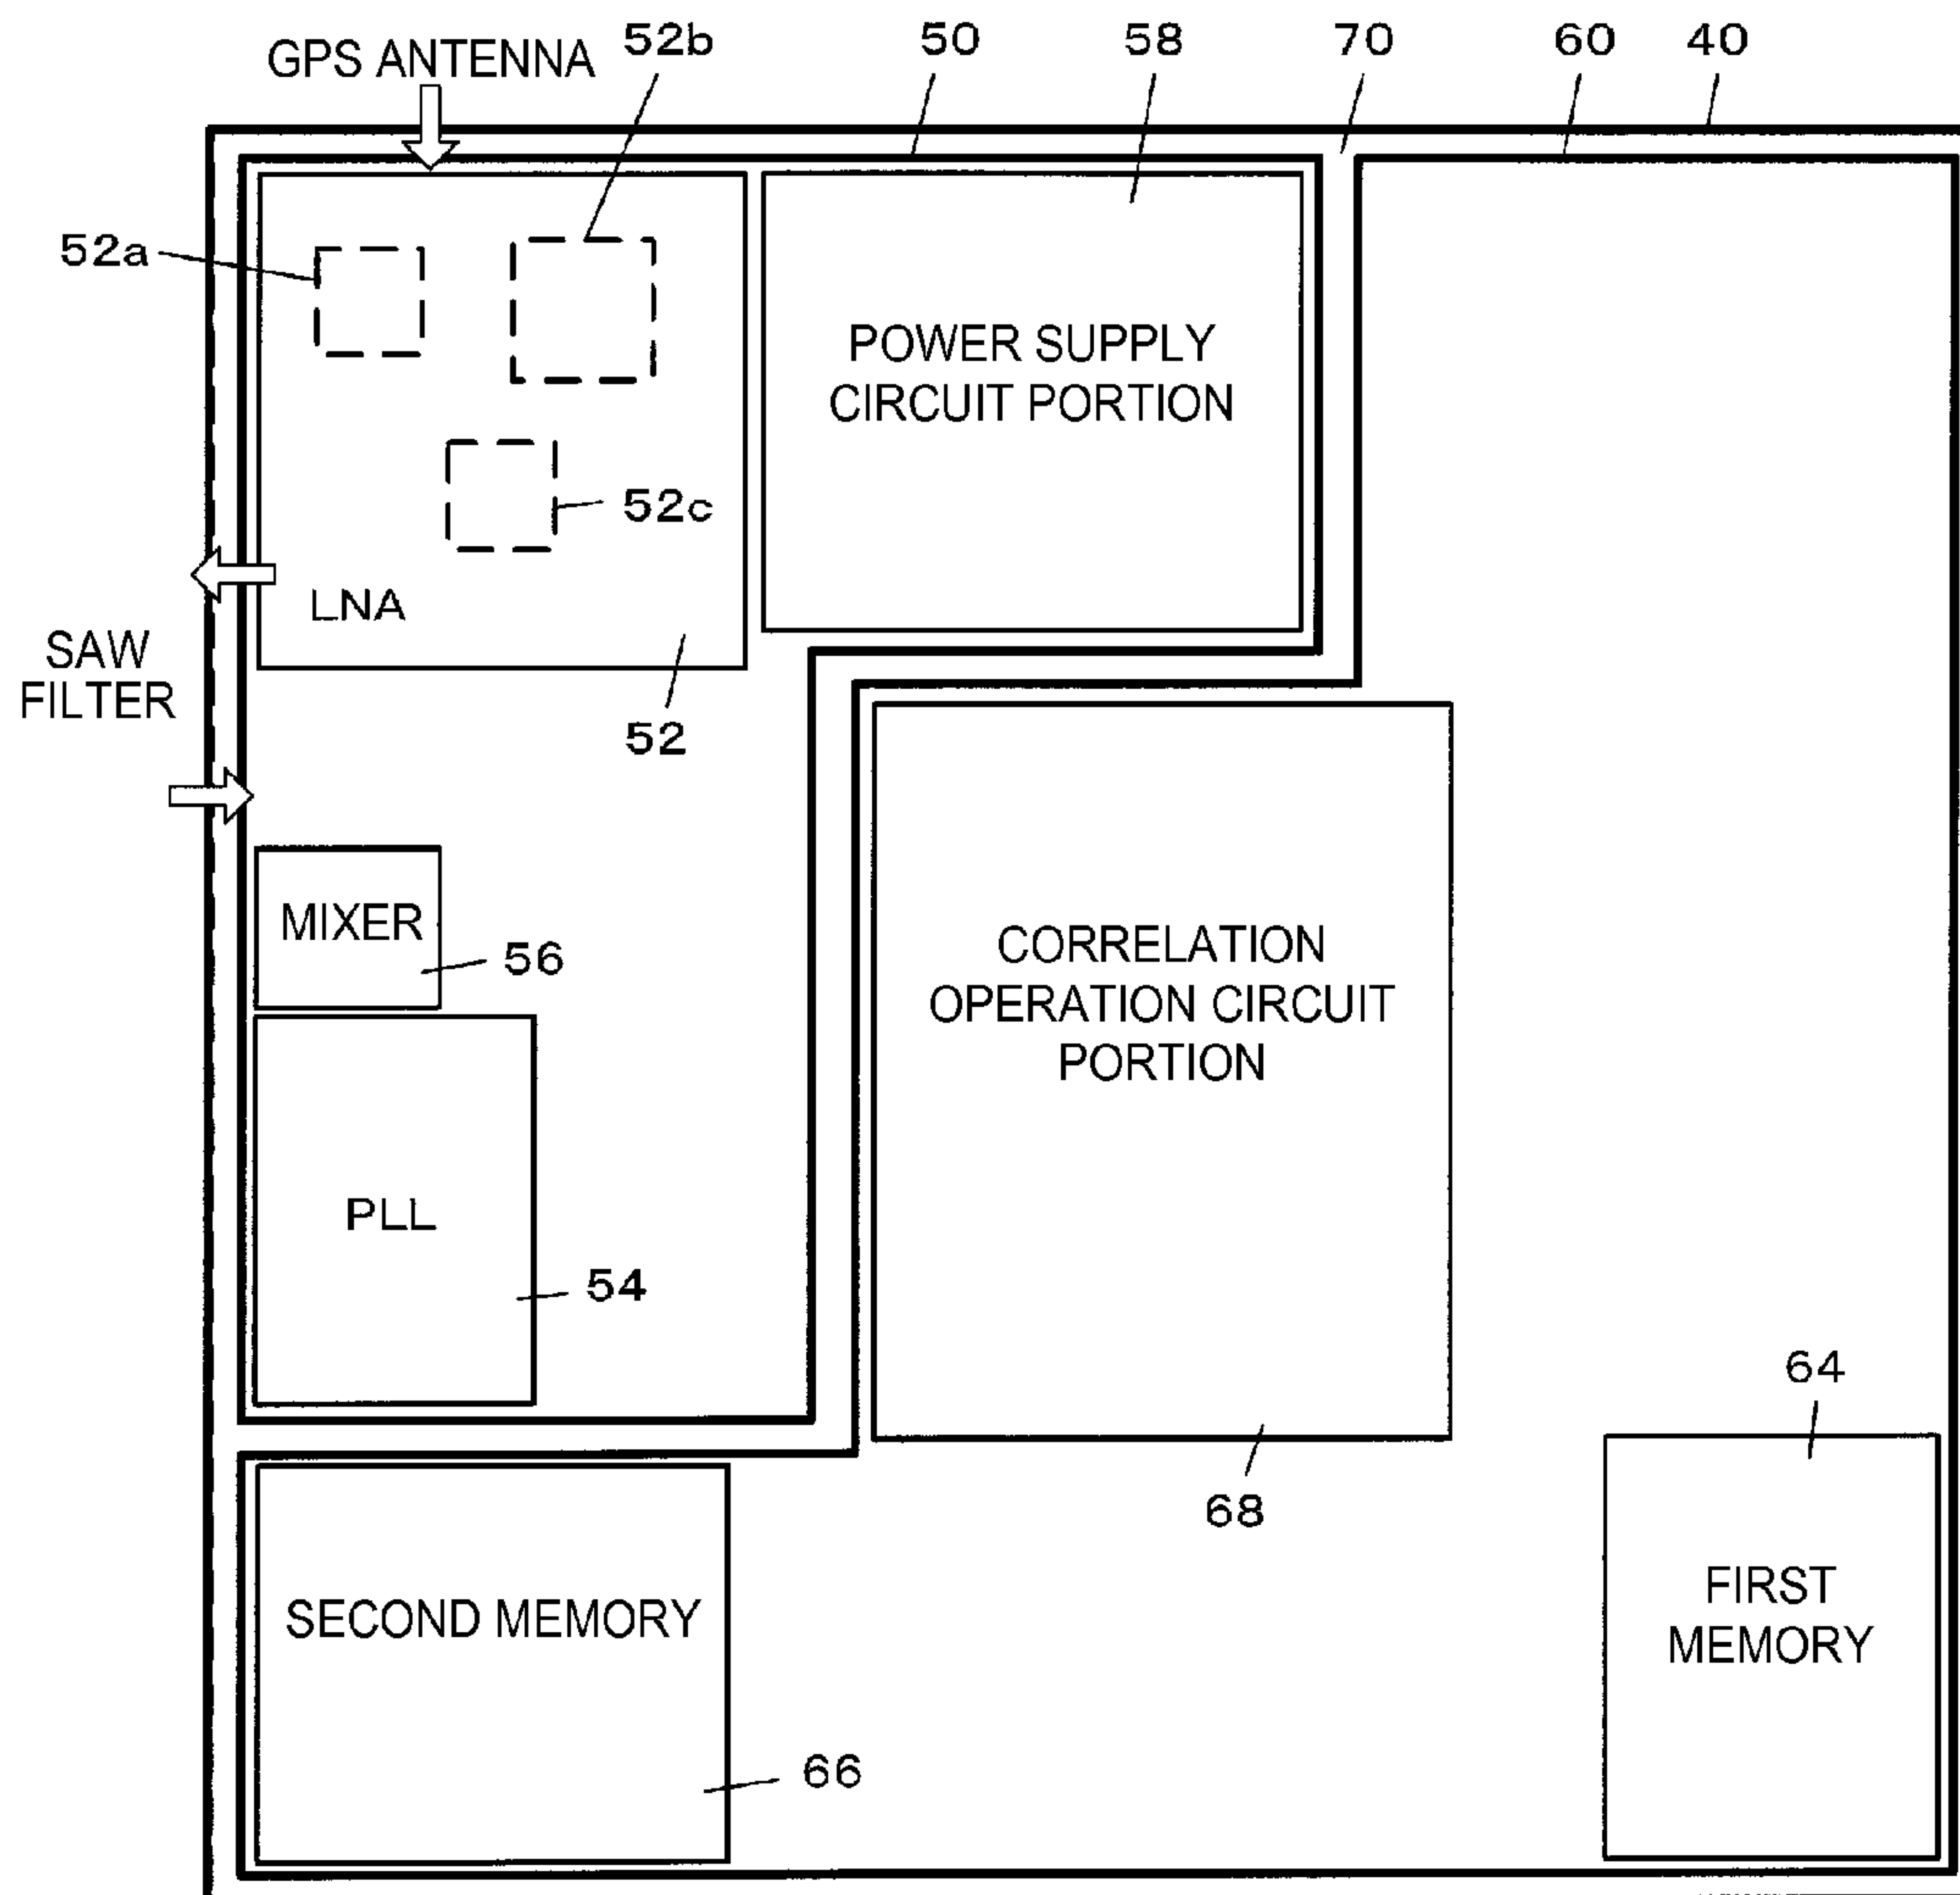 GPS ANTENNA
52b
50
58
70
60
40
52a
POWER SUPPLY
CIRCUIT PORTION
52c
LNA
SAW
FILTER
52
MIXER
56
CORRELATION
OPERATION CIRCUIT
PORTION
PLL
54
64
68
FIRST
MEMORY
SECOND MEMORY
66